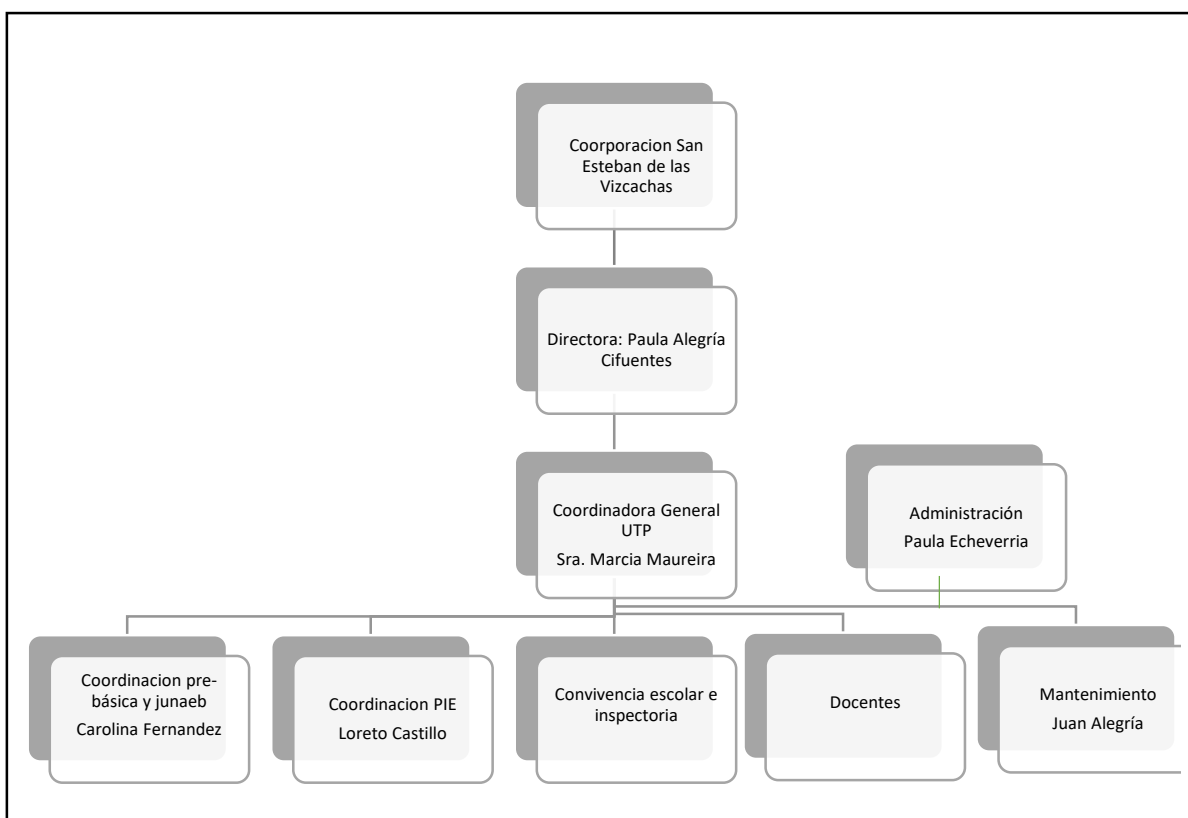 Coorporacion San
Esteban de las
Vizcachas
Directora: Paula Alegría
Cifuentes
Coordinadora General
UTP
Sra. Marcia Maureira
Administración
Paula Echeverria
Coordinacion pre-
básica y junaeb
Carolina Fernandez
Coordinacion PIE
Loreto Castillo
Convivencia escolar e
inspectoria
Docentes
Mantenimiento
Juan Alegría